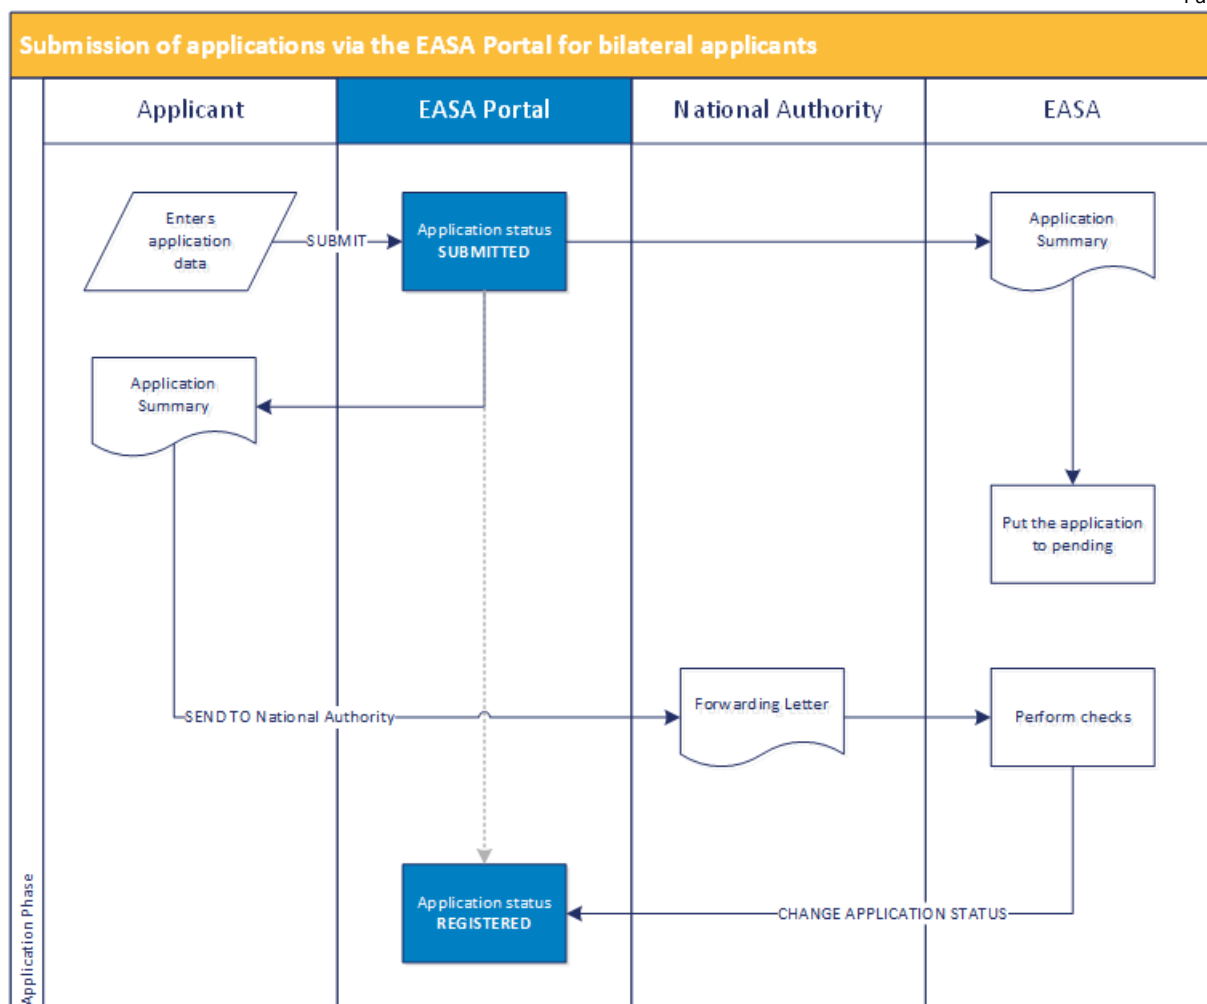 Submission of applications via the EASA Portal for bilateral applicants
Applicant
EASA Portal
National Authority
EASA
Enters
application
data
SUBMIT
Application status
SUBMITTED
Application
Summary
Application
Summary
Put the application
to pending
SEND TO National Authority
Forwarding Letter
Perform checks
Application status
REGISTERED
CHANGE APPLICATION STATUS
Application Phase